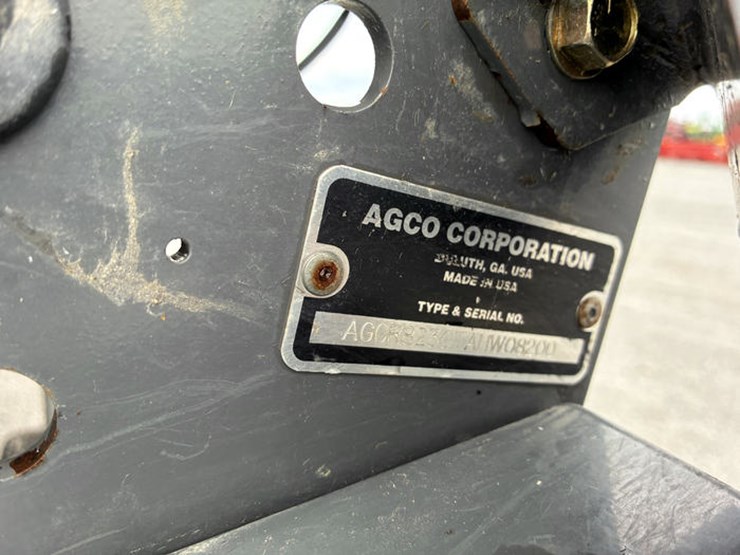 AGCO CORPORATION
DULUTH, GA. USA
MADE IN USA
TYPE & SERIAL NO.